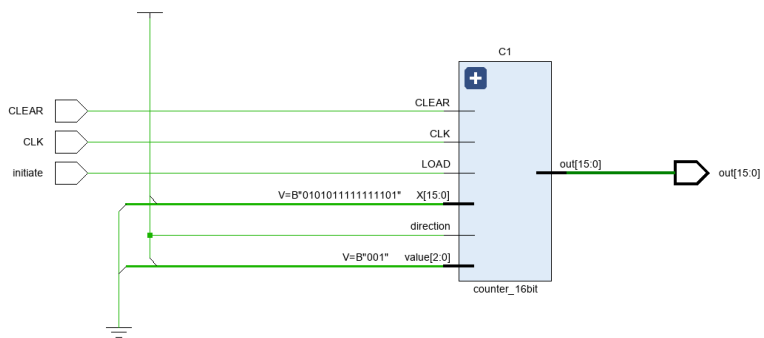 C1
CLEAR
CLEAR
CLK
CLK
initiate
LOAD
out[15:0]
out[15:0]
V=B"0101011111111101" X[15:0]
direction
V=B"001" value[2:0]
counter_16bit